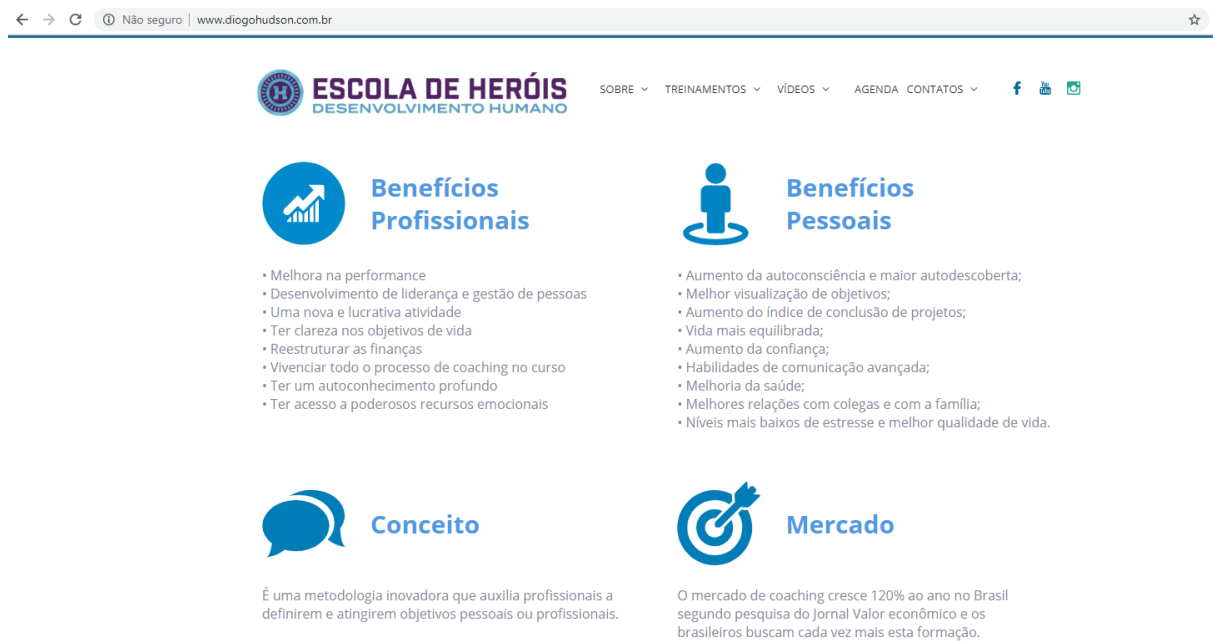 Não seguro
www.diogohudson.com.br
H
ESCOLA DE HERÓIS
DESENVOLVIMENTO HUMANO
SOBRE
TREINAMENTOS
VÍDEOS
AGENDA
CONTATOS
f
You
Tube
Benefícios
Profissionais
• Melhora na performance
• Desenvolvimento de liderança e gestão de pessoas
• Uma nova e lucrativa atividade
• Ter clareza nos objetivos de vida
• Reestruturar as finanças
• Vivenciar todo o processo de coaching no curso
• Ter um autoconhecimento profundo
• Ter acesso a poderosos recursos emocionais
Benefícios
Pessoais
• Aumento da autoconsciência e maior autodescoberta;
• Melhor visualização de objetivos;
• Aumento do índice de conclusão de projetos;
• Vida mais equilibrada;
• Aumento da confiança;
• Habilidades de comunicação avançada;
• Melhoria da saúde;
• Melhores relações com colegas e com a família;
• Níveis mais baixos de estresse e melhor qualidade de vida.
Conceito
É uma metodologia inovadora que auxilia profissionais a
definirem e atingirem objetivos pessoais ou profissionais.
Mercado
O mercado de coaching cresce 120% ao ano no Brasil
segundo pesquisa do Jornal Valor econômico e os
brasileiros buscam cada vez mais esta formação.